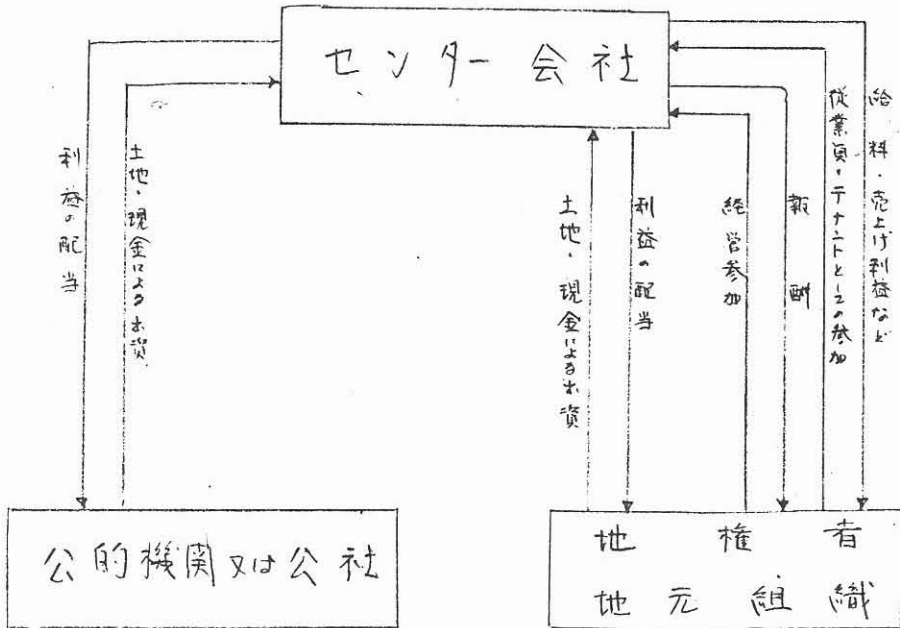 センター会社
利益の配当
土地・現金による出資
土地・現金による出資
利益の配当
経営参加
報酬
従業員・テナントとしての参加
給料・売上げ利益など
公的機関又は公社
地権者
地元組織